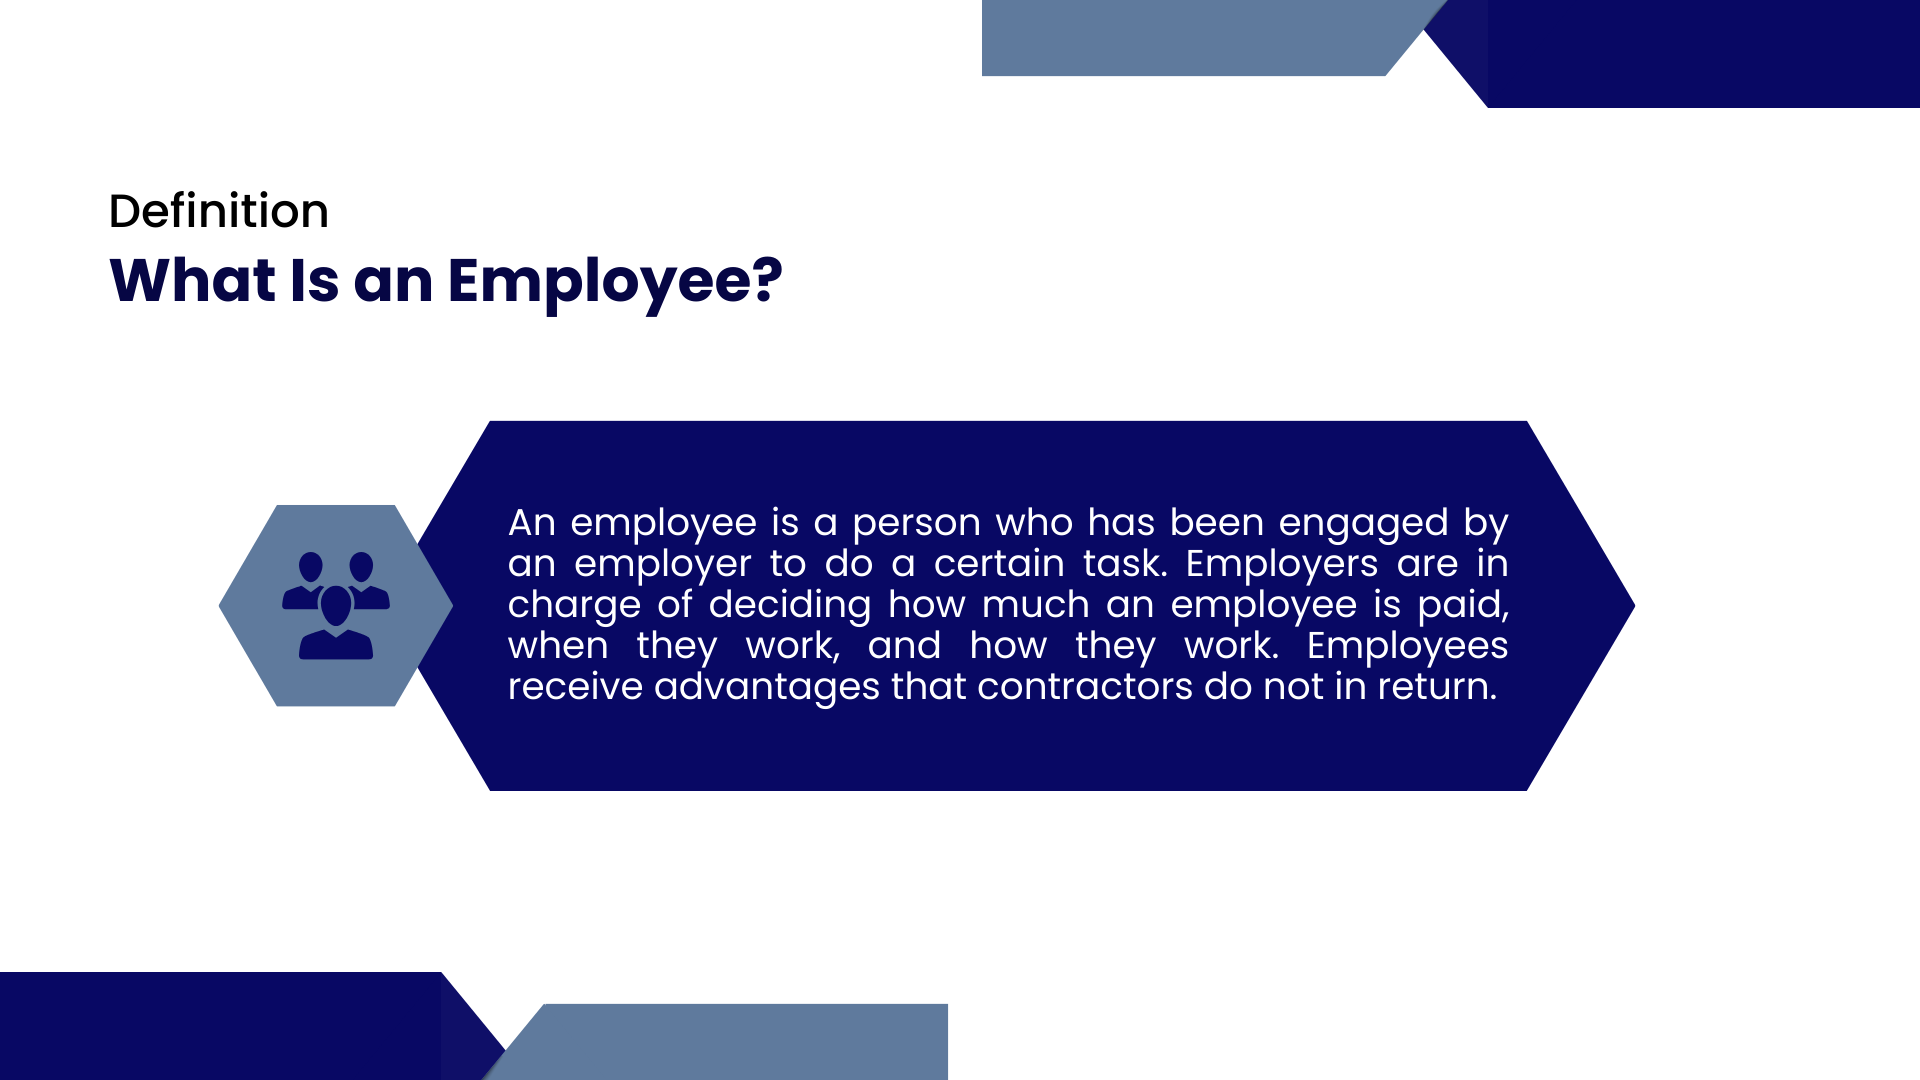 Definition
What Is an Employee?
An employee is a person who has been engaged by
an employer to do a certain task. Employers are in
charge of deciding how much an employee is paid,
when they work, and how they work. Employees
receive advantages that contractors do not in return.